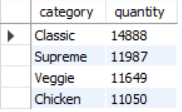 category quantity
Classic 14888
Supreme 11987
Veggie 11649
Chicken 11050